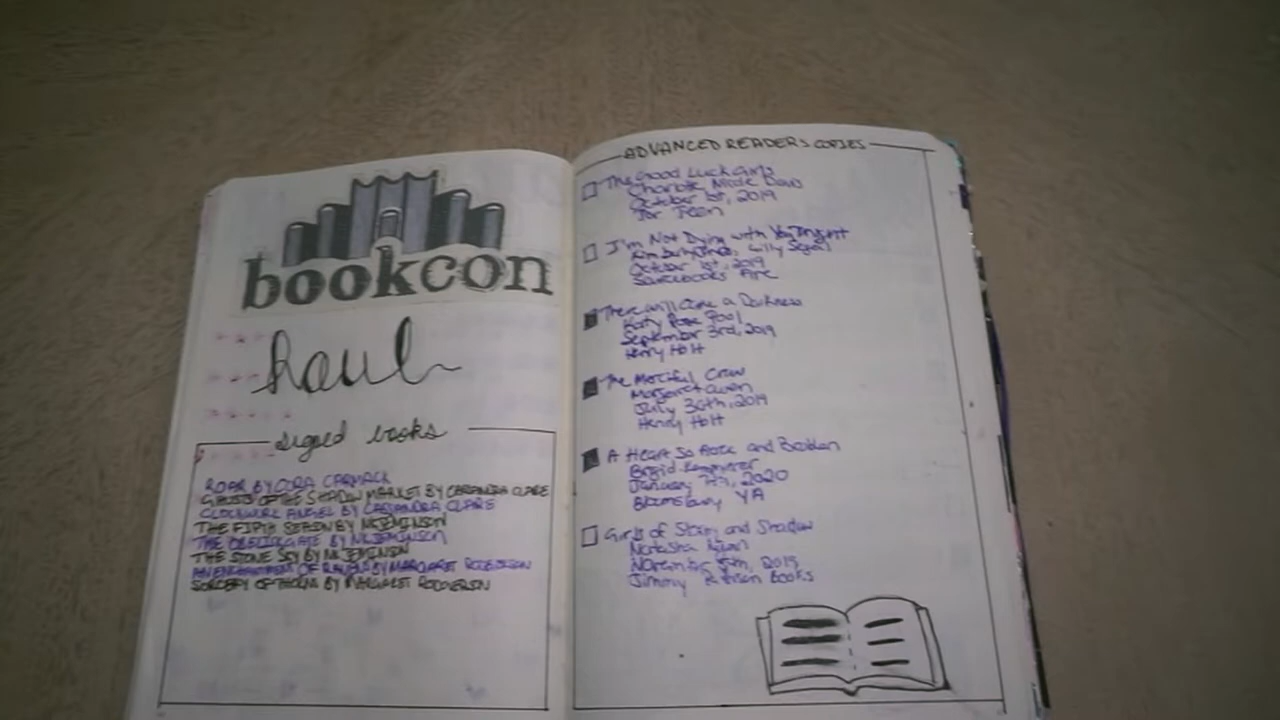 bookcon
haul
signed books
ROAR BY CORA CARMACK
GHOSTS OF THE SHADOW MARKET BY CASSANDRA CLARE
CLOCKWORK ANGEL BY CASSANDRA CLARE
THE FIFTH SEASON BY NK JEMINSON
THE OBELISK GATE BY NK JEMINSON
THE STONE SKY BY NK JEMINSON
AN ENCHANTMENT OF RAVENS BY MARGARET ROGERSON
SORCERY OF THORNS BY MARGARET ROGERSON
ADVANCED READERS COPIES
The Good Luck Girls
Charlotte Nicole Davis
October 1st, 2019
Tor Teen
I'm Not Dying with You Tonight
Kimberly Jones, Gilly Segal
October 1st, 2019
Sourcebooks Fire
There Will Come a Darkness
Katy Rose Pool
September 3rd, 2019
Henry Holt
The Merciful Crow
Margaret Owen
July 30th, 2019
Henry Holt
A Heart So Fierce and Broken
Brigid Kemmerer
January 7th, 2020
Bloomsbury YA
Girls of Storm and Shadow
Natasha Ngan
November 5th, 2019
Jimmy Patterson Books